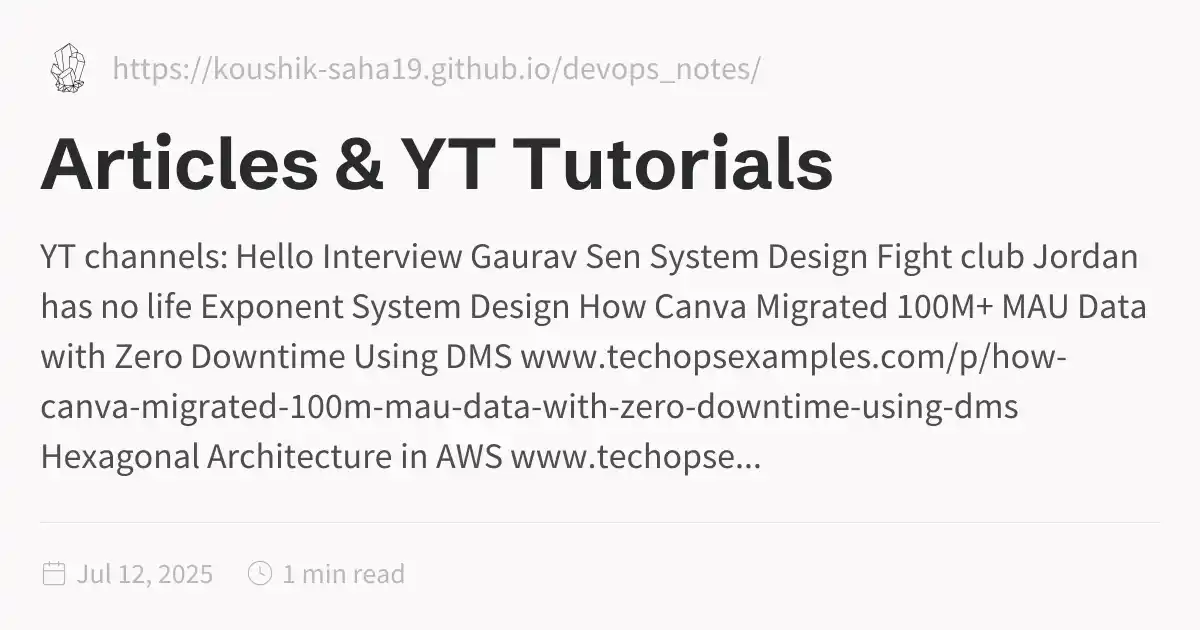 https://koushik-saha19.github.io/devops_notes/
Articles & YT Tutorials
YT channels: Hello Interview Gaurav Sen System Design Fight club Jordan
has no life Exponent System Design How Canva Migrated 100M+ MAU Data
with Zero Downtime Using DMS www.techopsexamples.com/p/how-
canva-migrated-100m-mau-data-with-zero-downtime-using-dms
Hexagonal Architecture in AWS www.techopse...
Jul 12, 2025 1 min read